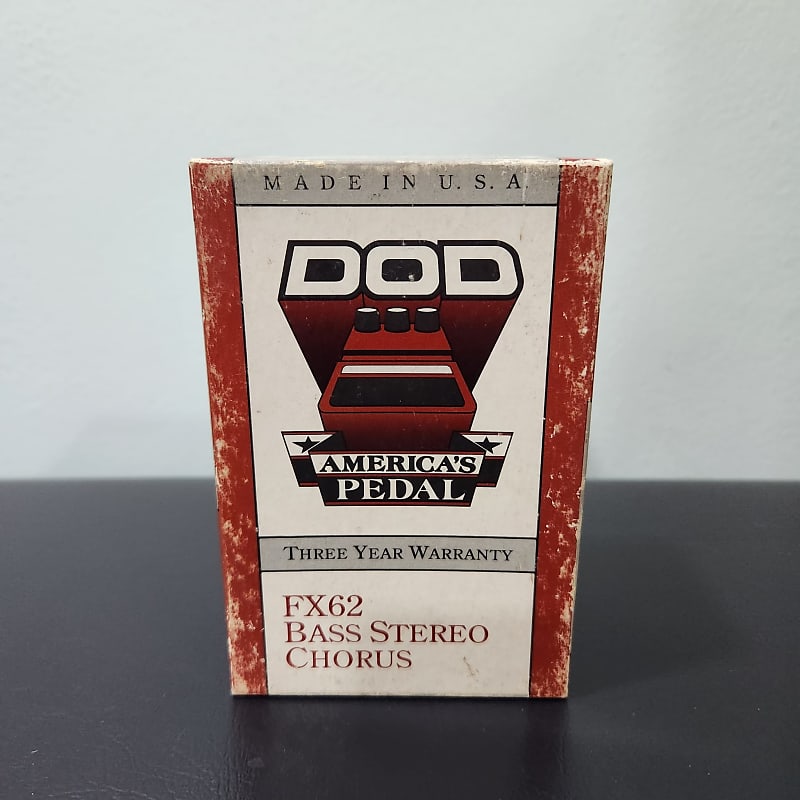 MADE IN U.S.A.
DOD
AMERICA'S
PEDAL
THREE YEAR WARRANTY
FX62
BASS STEREO
CHORUS